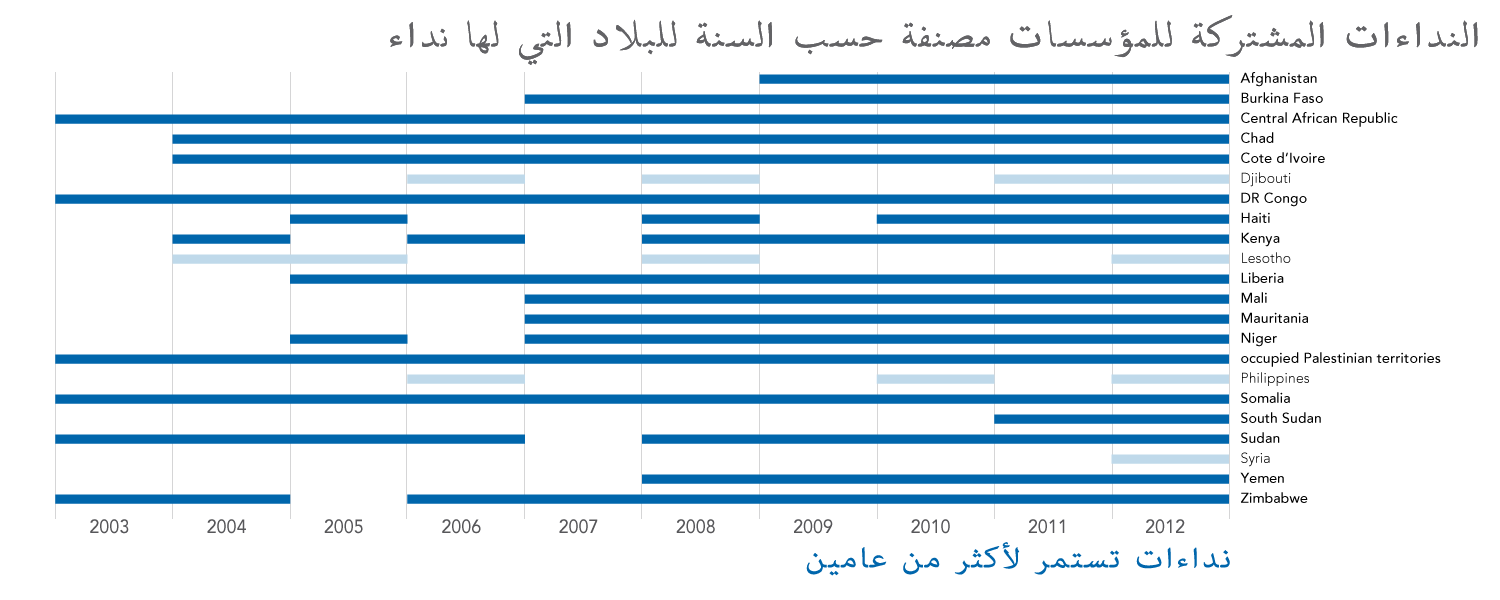 النداءات المشتركة للمؤسسات مصنفة حسب السنة للبلاد التي لها نداء
Afghanistan
Burkina Faso
Central African Republic
Chad
Cote d’Ivoire
Djibouti
DR Congo
Haiti
Kenya
Lesotho
Liberia
Mali
Mauritania
Niger
occupied Palestinian territories
Philippines
Somalia
South Sudan
Sudan
Syria
Yemen
Zimbabwe
2003 2004 2005 2006 2007 2008 2009 2010 2011 2012
نداءات تستمر لأكثر من عامين